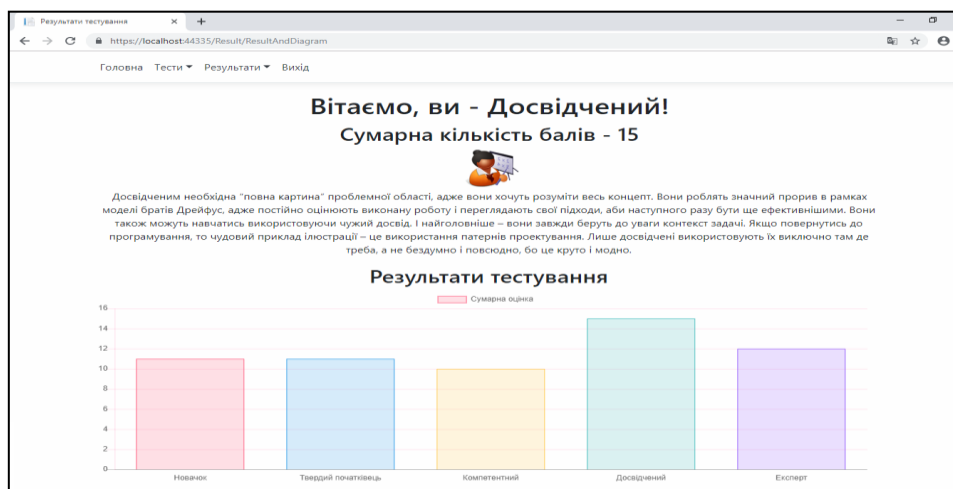 Результати тестування
https://localhost:44335/Result/ResultAndDiagram
Головна Тести Результати Вихід
Вітаємо, ви - Досвідчений!
Сумарна кількість балів - 15
Досвідченим необхідна "повна картина" проблемної області, адже вони хочуть розуміти весь концепт. Вони роблять значний прорив в рамках
моделі братів Дрейфус, адже постійно оцінюють виконану роботу і переглядають свої підходи, аби наступного разу бути ще ефективнішими. Вони
також можуть навчатись використовуючи чужий досвід. І найголовніше – вони завжди беруть до уваги контекст задачі. Якщо повернутись до
програмування, то чудовий приклад ілюстрації – це використання патернів проектування. Лише досвідчені використовують їх виключно там де
треба, а не бездумно і повсюдно, бо це круто і модно.
Результати тестування
Сумарна оцінка
16
14
12
10
8
6
4
2
0
Новачок Твердий початківець Компетентний Досвідчений Експерт